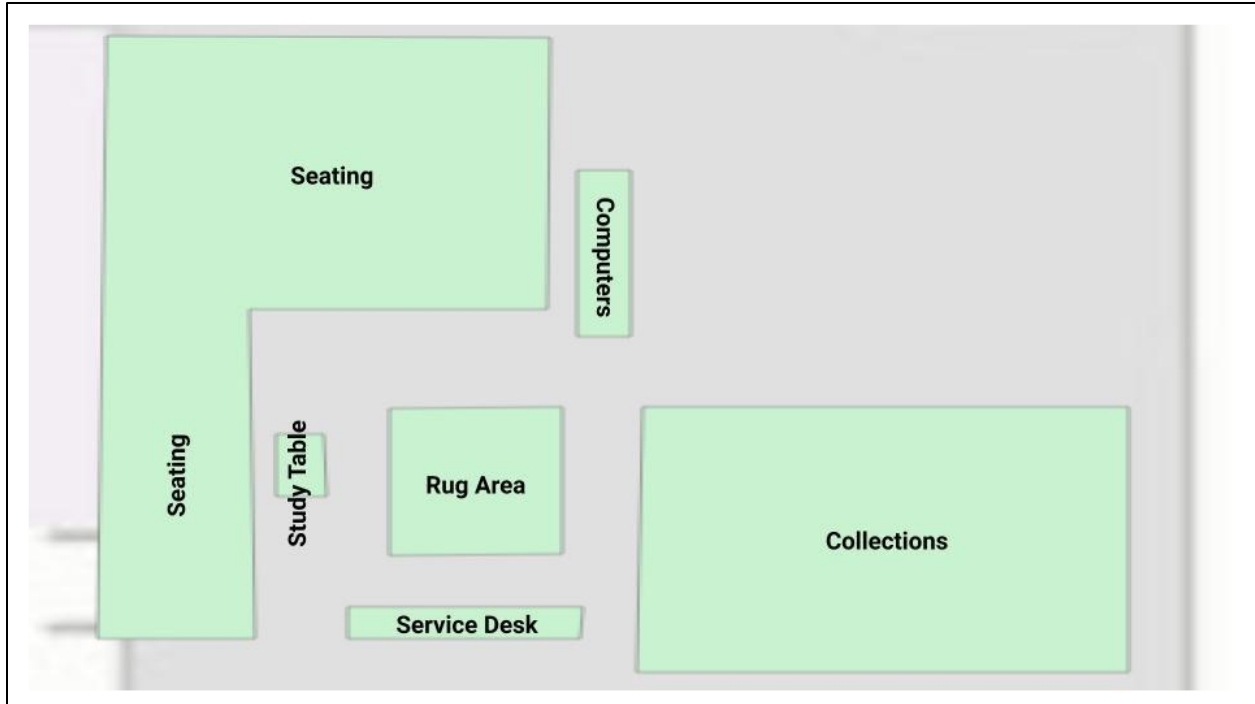 Seating
Computers
Seating
Study Table
Rug Area
Collections
Service Desk